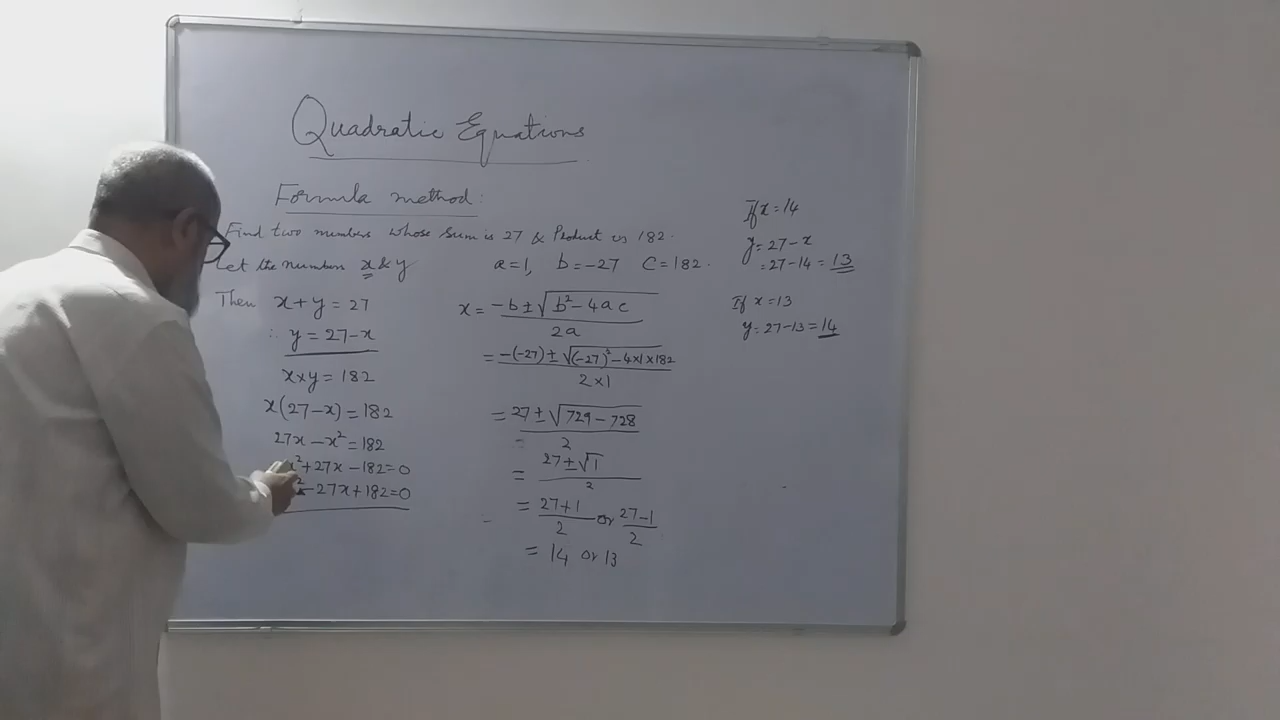 Quadratic Equations
Formula method:
Find two numbers whose sum is 27 & Product is 182.
Let the numbers x & y
Then x + y = 27
∴ y = 27 - x
x × y = 182
x(27 - x) = 182
27x - x² = 182
x² + 27x - 182 = 0
² - 27x + 182 = 0
a = 1, b = -27 C = 182.
x = (-b ± √(b² - 4ac)) / 2a
= (-(-27) ± √((-27)² - 4×1×182)) / 2×1
= (27 ± √(729 - 728)) / 2
= (27 ± √1) / 2
= (27+1)/2 or (27-1)/2
= 14 or 13
If x = 14
y = 27 - x
= 27 - 14 = 13
If x = 13
y = 27 - 13 = 14